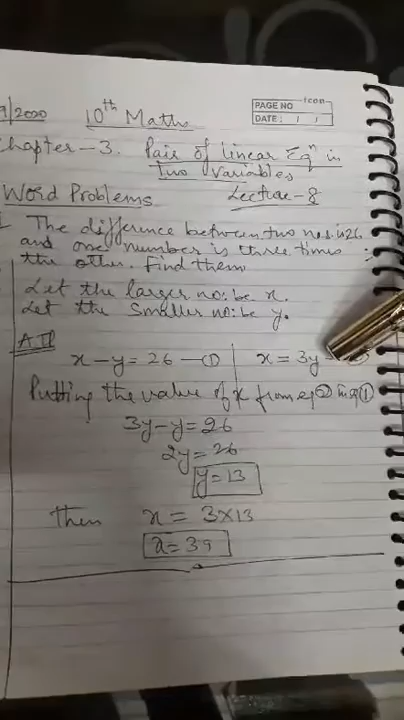 9/2020 10th Maths
icon
PAGE NO
DATE : / /
Chapter-3. Pair of linear Eqn in
Two Variables
Word Problems Lecture-8
The difference between two nos. is 26
and one number is three times
the other. Find them
Let the larger no: be x.
Let the smaller no: be y.
x - y = 26 - ① x = 3y -
Putting the value of x from eq ② in eq ①
3y - y = 26
2y = 26
y = 13
then x = 3×13
x = 39